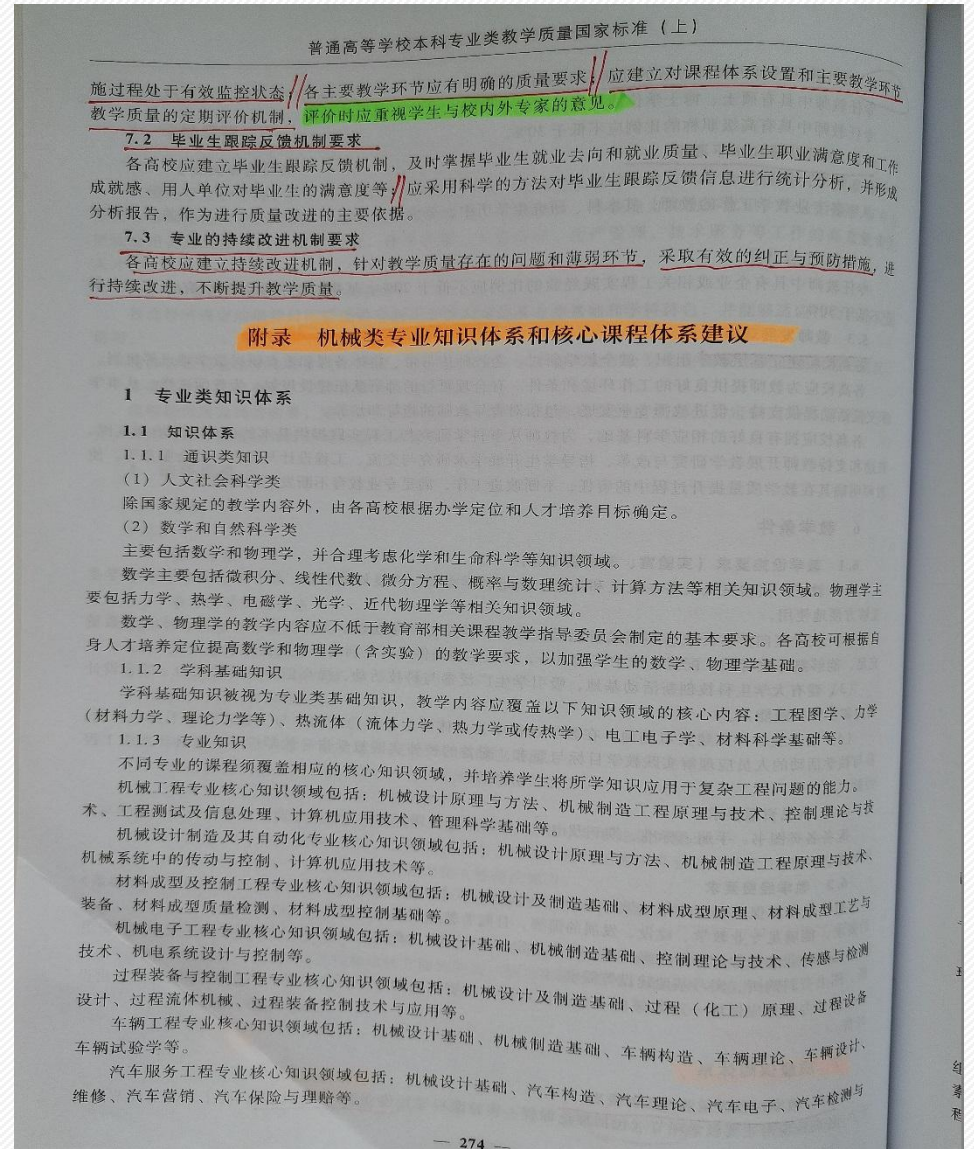 普通高等学校本科专业类教学质量国家标准（上）
施过程处于有效监控状态；各主要教学环节应有明确的质量要求；应建立对课程体系设置和主要教学环节
教学质量的定期评价机制，评价时应重视学生与校内外专家的意见。
7.2 毕业生跟踪反馈机制要求
各高校应建立毕业生跟踪反馈机制，及时掌握毕业生就业去向和就业质量、毕业生职业满意度和工作
成就感、用人单位对毕业生的满意度等；应采用科学的方法对毕业生跟踪反馈信息进行统计分析，并形成
分析报告，作为进行质量改进的主要依据。
7.3 专业的持续改进机制要求
各高校应建立持续改进机制，针对教学质量存在的问题和薄弱环节，采取有效的纠正与预防措施，进
行持续改进，不断提升教学质量。
附录 机械类专业知识体系和核心课程体系建议
1 专业类知识体系
1.1 知识体系
1.1.1 通识类知识
（1）人文社会科学类
除国家规定的教学内容外，由各高校根据办学定位和人才培养目标确定。
（2）数学和自然科学类
主要包括数学和物理学，并合理考虑化学和生命科学等知识领域。
数学主要包括微积分、线性代数、微分方程、概率与数理统计、计算方法等相关知识领域。物理学主
要包括力学、热学、电磁学、光学、近代物理学等相关知识领域。
数学、物理学的教学内容应不低于教育部相关课程教学指导委员会制定的基本要求。各高校可根据自
身人才培养定位提高数学和物理学（含实验）的教学要求，以加强学生的数学、物理学基础。
1.1.2 学科基础知识
学科基础知识被视为专业类基础知识，教学内容应覆盖以下知识领域的核心内容：工程图学、力学
（材料力学、理论力学等）、热流体（流体力学、热力学或传热学）、电工电子学、材料科学基础等。
1.1.3 专业知识
不同专业的课程须覆盖相应的核心知识领域，并培养学生将所学知识应用于复杂工程问题的能力。
机械工程专业核心知识领域包括：机械设计原理与方法、机械制造工程原理与技术、控制理论与技
术、工程测试及信息处理、计算机应用技术、管理科学基础等。
机械设计制造及其自动化专业核心知识领域包括：机械设计原理与方法、机械制造工程原理与技术、
机械系统中的传动与控制、计算机应用技术等。
材料成型及控制工程专业核心知识领域包括：机械设计及制造基础、材料成型原理、材料成型工艺与
装备、材料成型质量检测、材料成型控制基础等。
机械电子工程专业核心知识领域包括：机械设计基础、机械制造基础、控制理论与技术、传感与检测
技术、机电系统设计与控制等。
过程装备与控制工程专业核心知识领域包括：机械设计及制造基础、过程（化工）原理、过程设备
设计、过程流体机械、过程装备控制技术与应用等。
车辆工程专业核心知识领域包括：机械设计基础、机械制造基础、车辆构造、车辆理论、车辆设计、
车辆试验学等。
汽车服务工程专业核心知识领域包括：机械设计基础、汽车构造、汽车理论、汽车电子、汽车检测与
维修、汽车营销、汽车保险与理赔等。
— 274 —